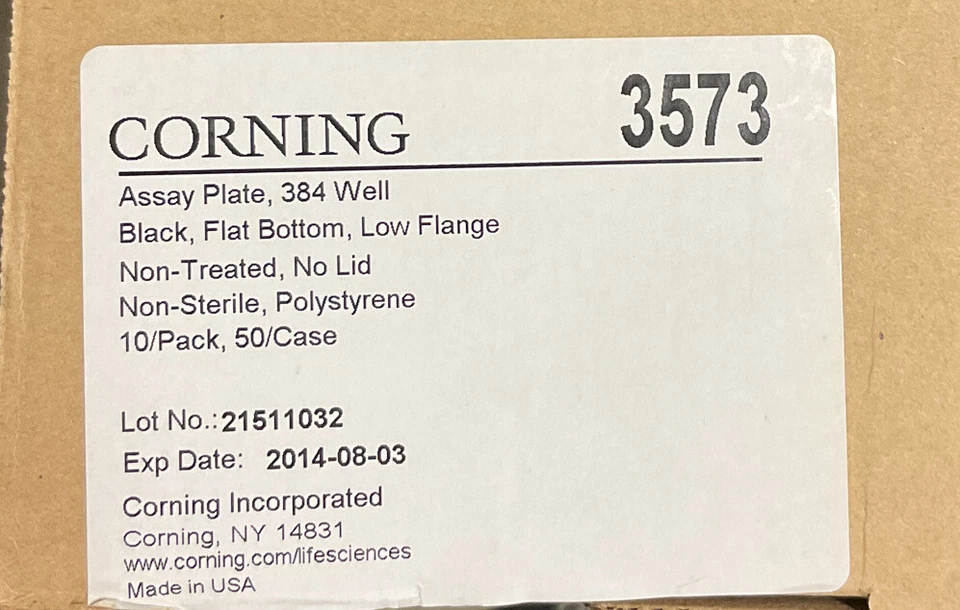 CORNING 3573
Assay Plate, 384 Well
Black, Flat Bottom, Low Flange
Non-Treated, No Lid
Non-Sterile, Polystyrene
10/Pack, 50/Case
Lot No.: 21511032
Exp Date: 2014-08-03
Corning Incorporated
Corning, NY 14831
www.corning.com/lifesciences
Made in USA